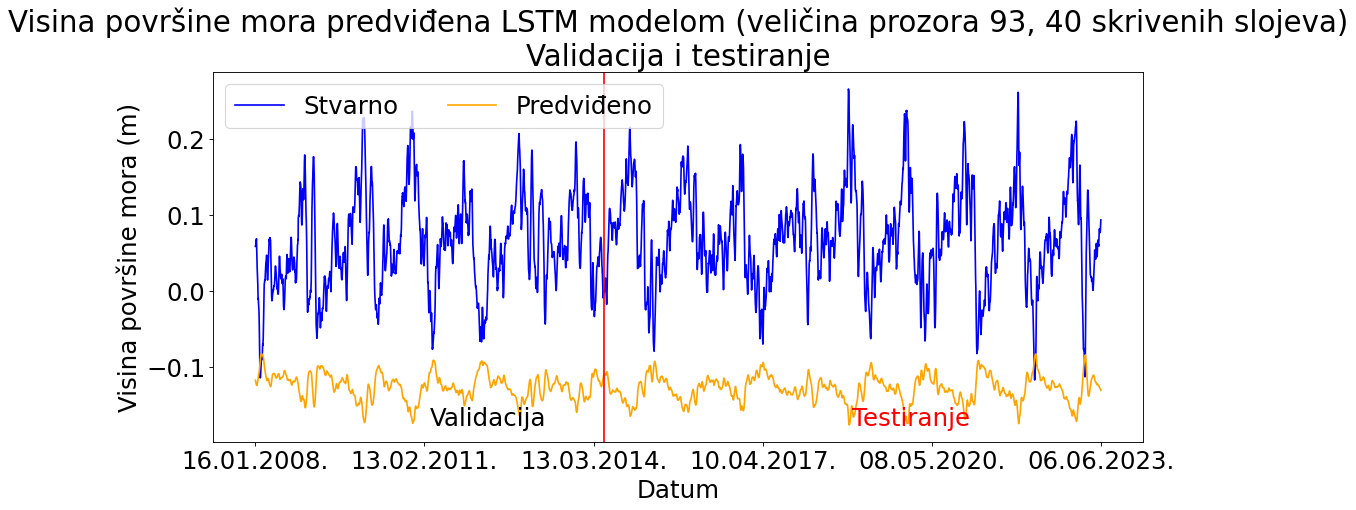 Visina površine mora predviđena LSTM modelom (veličina prozora 93, 40 skrivenih slojeva)
Validacija i testiranje
Stvarno
Predviđeno
Visina površine mora (m)
0.2
0.1
0.0
−0.1
Validacija
Testiranje
16.01.2008.
13.02.2011.
13.03.2014.
10.04.2017.
08.05.2020.
06.06.2023.
Datum